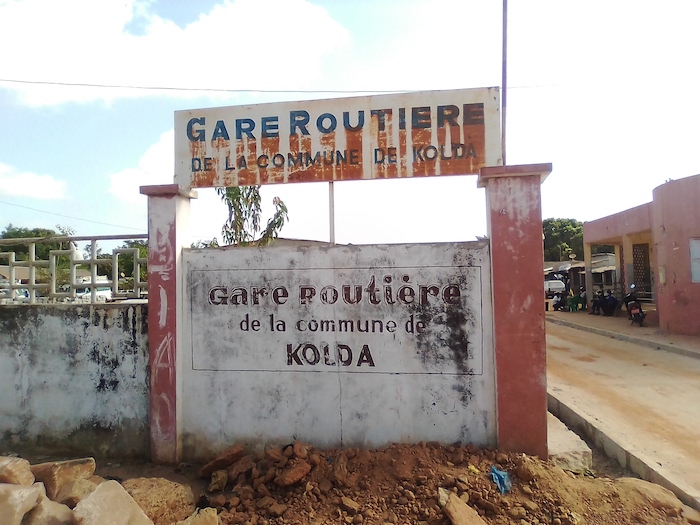 GARE ROUTIERE
DE LA COMMUNE DE KOLDA
Gare Routière
de la commune de
KOLDA